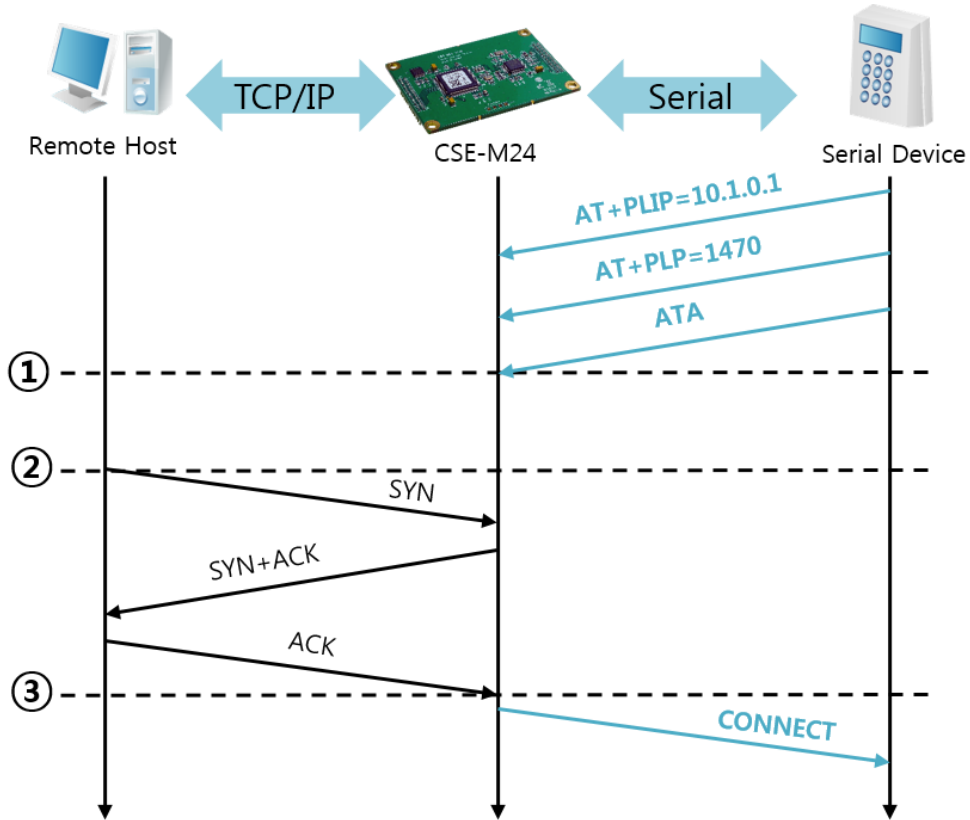 TCP/IP
Serial
Remote Host
CSE-M24
Serial Device
AT+PLIP=10.1.0.1
AT+PLP=1470
ATA
①
②
SYN
SYN+ACK
ACK
③
CONNECT